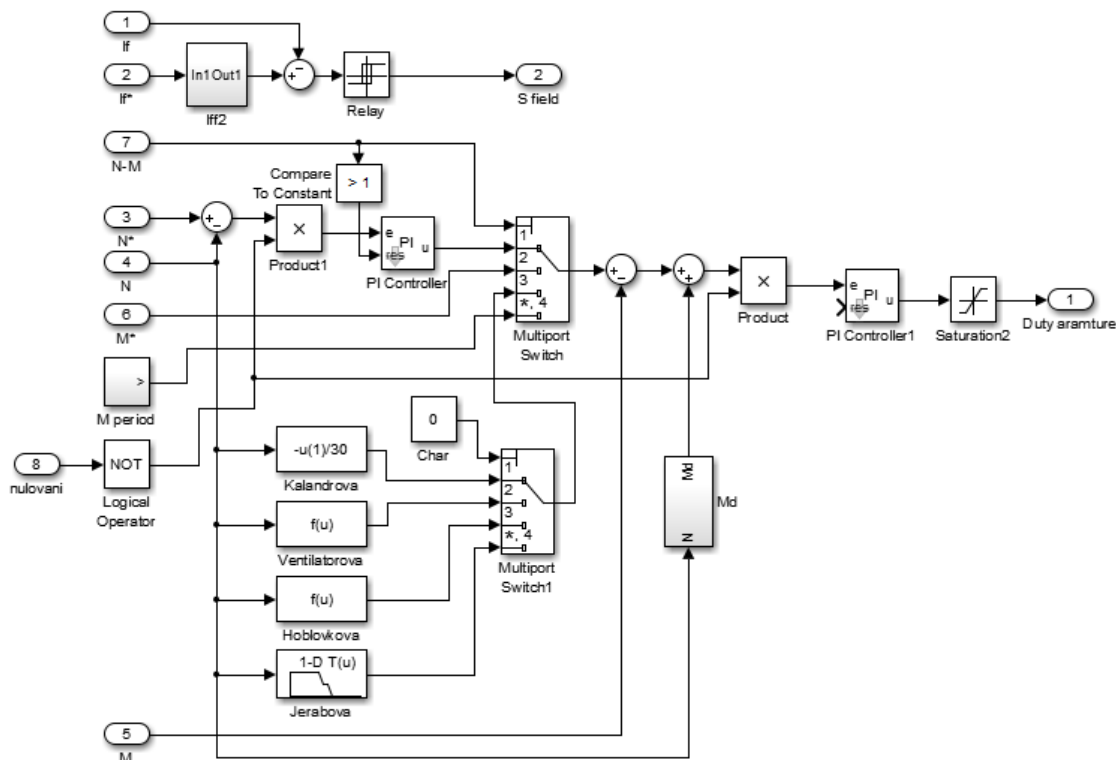 1
If
2
If*
In1 Out1
Iff2
Relay
2
S field
7
N-M
Compare
To Constant
> 1
3
N*
4
N
Product1
e
res
PI
u
PI Controller
6
M*
1
2
3
*, 4
Multiport
Switch
Product
e
res
PI
u
PI Controller1
Saturation2
1
Duty aramture
>
M period
8
nulovani
NOT
Logical
Operator
0
Char
-u(1)/30
Kalandrova
f(u)
Ventilatorova
f(u)
Hoblovkova
1-D T(u)
Jerabova
1
2
3
*, 4
Multiport
Switch1
Md
N
Md
5
M